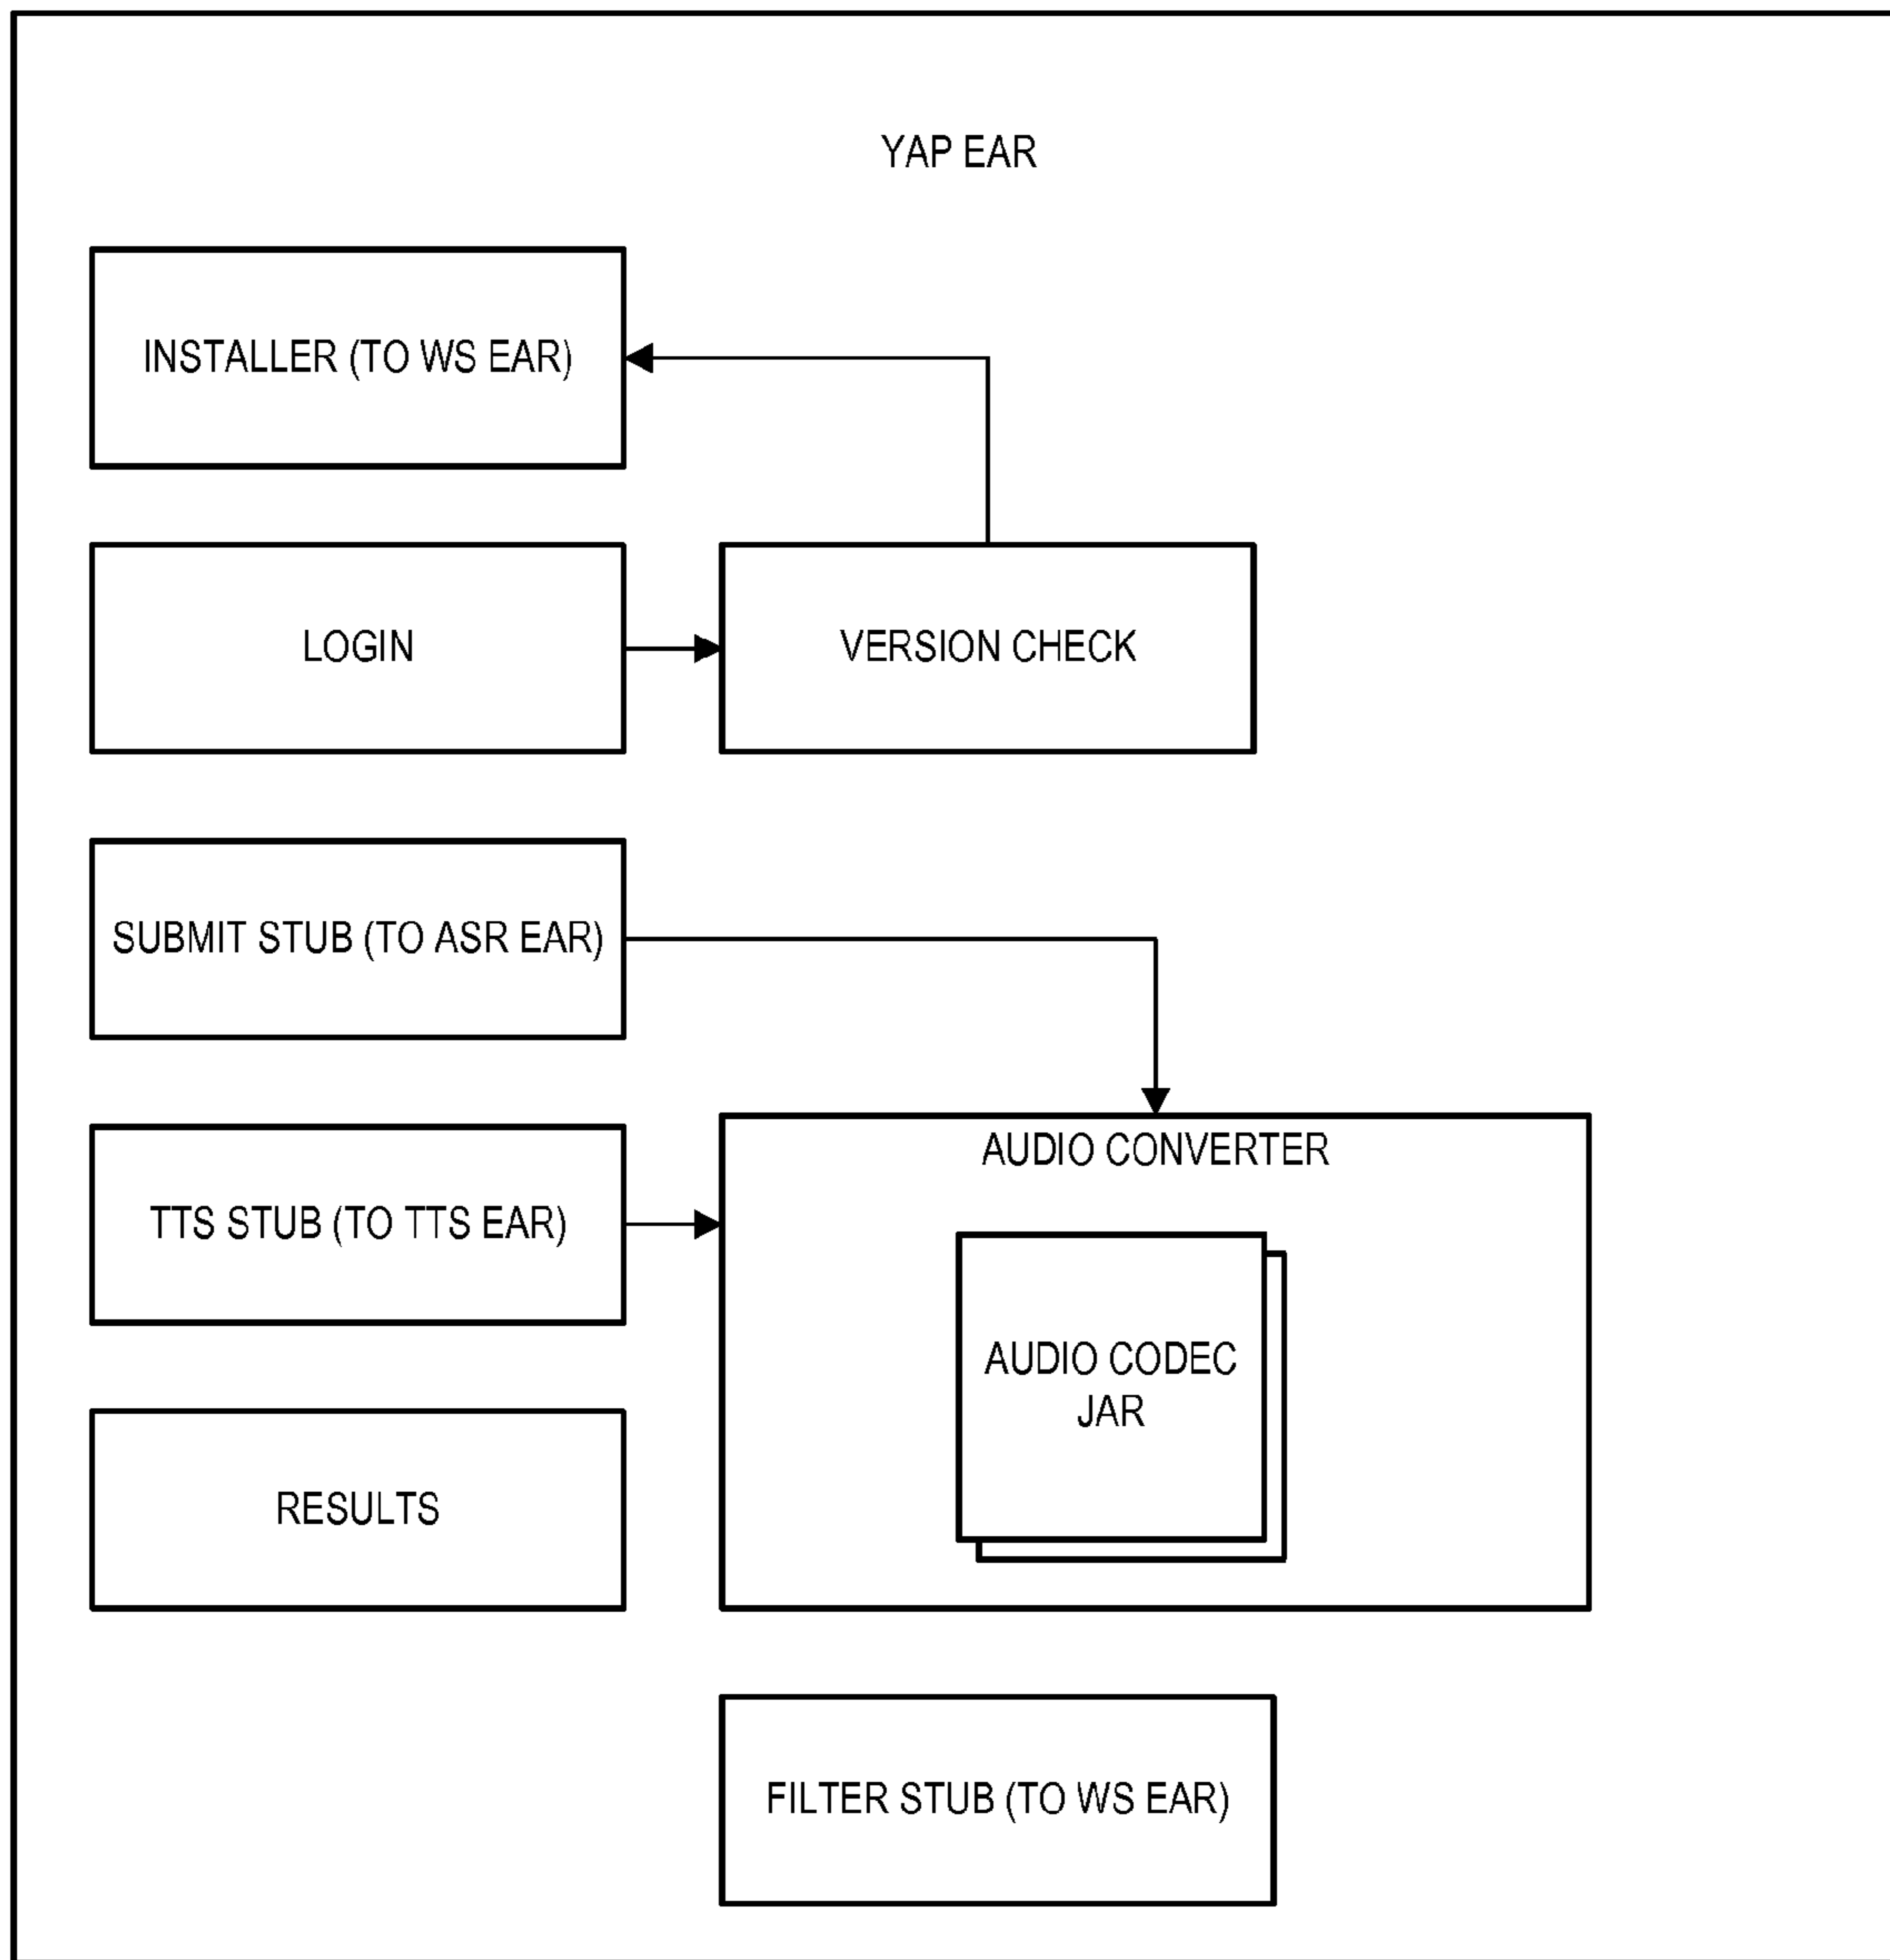 YAP EAR
INSTALLER (TO WS EAR)
LOGIN
VERSION CHECK
SUBMIT STUB (TO ASR EAR)
AUDIO CONVERTER
TTS STUB (TO TTS EAR)
AUDIO CODEC
JAR
RESULTS
FILTER STUB (TO WS EAR)